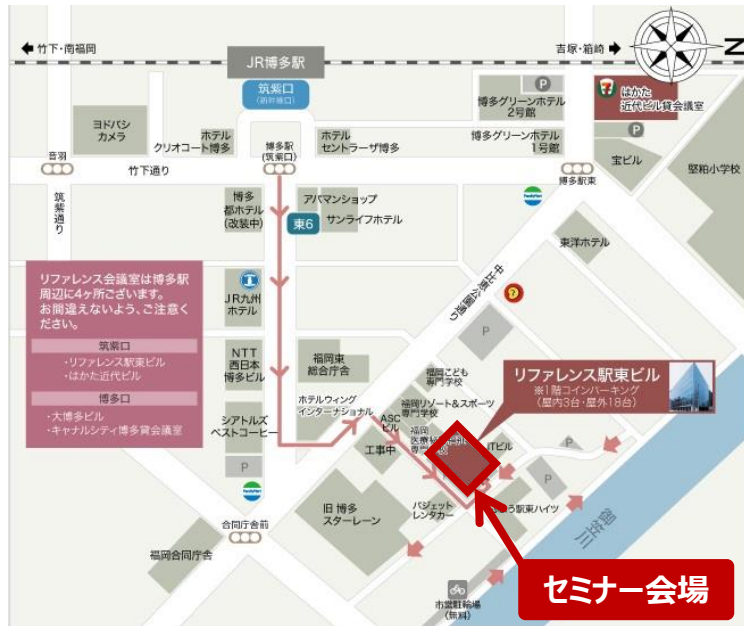 竹下・南福岡
JR博多駅
吉塚・箱崎
N
筑紫口
(新幹線口)
P
博多グリーンホテル
2号館
はかた
近代ビル貸会議室
ヨドバシ
カメラ
ホテル
クリオコート博多
博多駅
(筑紫口)
ホテル
セントラーザ博多
博多グリーンホテル
1号館
P
宝ビル
堅粕小学校
音羽
竹下通り
博多駅東
筑紫通り
博多
都ホテル
(改装中)
アパマンショップ
東6
サンライフホテル
FamilyMart
東洋ホテル
中比恵公園通り
リファレンス会議室は博多駅
周辺に4ヶ所ございます。
お間違えないよう、ご注意く
ださい。
筑紫口
・リファレンス駅東ビル
・はかた近代ビル
博多口
・大博多ビル
・キャナルシティ博多貸会議室
JR九州
ホテル
P
NTT
西日本
博多ビル
福岡東
総合庁舎
福岡こども
専門学校
リファレンス駅東ビル
※1階コインパーキング
(屋内3台・屋外18台)
ホテルウィング
インターナショナル
福岡リゾート&スポーツ
専門学校
ASC
ビル
シアトルズ
ベストコーヒー
福岡
医療
専門
工事中
ITビル
P
P
P
FamilyMart
旧 博多
スターレーン
バジェット
レンタカー
駅東ハイツ
合同庁舎前
御笠川
福岡合同庁舎
市営駐輪場
(無料)
セミナー会場